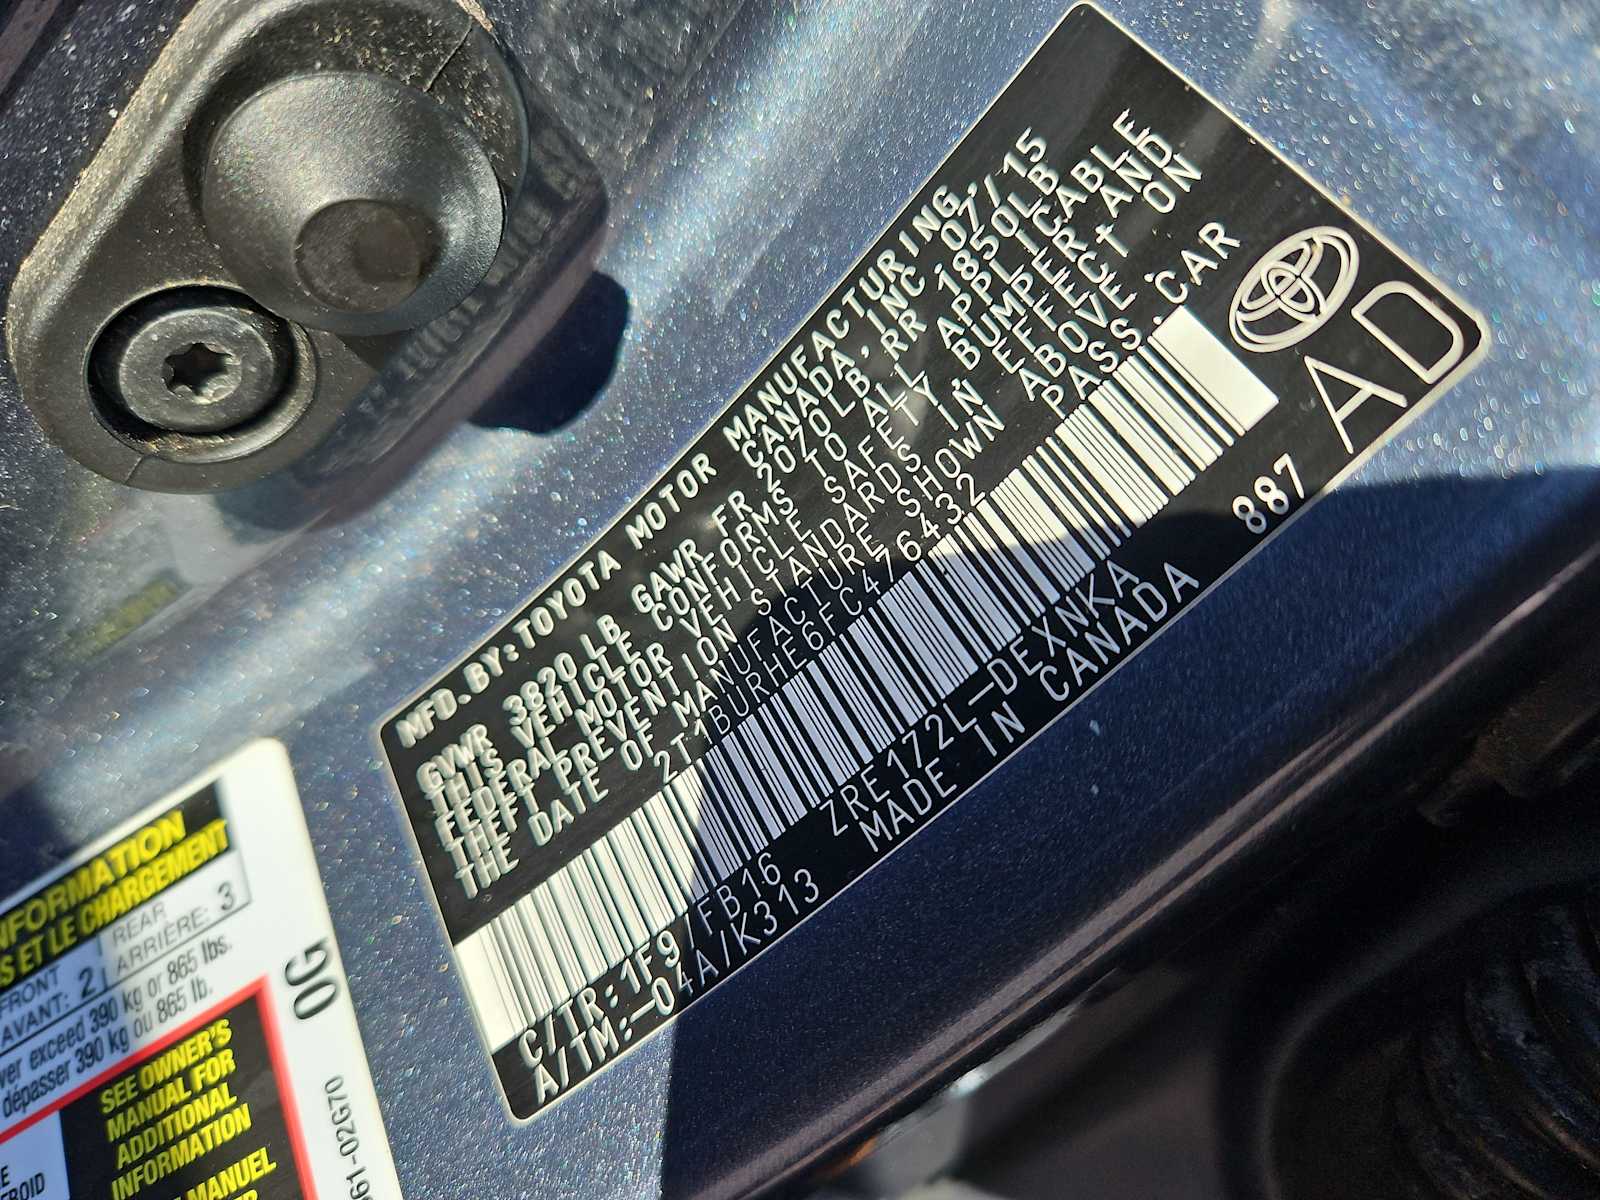 MFD.BY:TOYOTA MOTOR MANUFACTURING
CANADA, INC 07/15
GVWR 3820 LB GAWR FR 2070LB RR 1850LB
THIS VEHICLE CONFORMS TO ALL APPLICABLE
FEDERAL MOTOR VEHICLE SAFETY, BUMPER, AND
THEFT PREVENTION STANDARDS IN EFFECT ON
THE DATE OF MANUFACTURE SHOWN ABOVE.
2T1BURHE6FC476432 PASS.CAR
C/TR:1F9/FB16 ZRE172L-DEXNKA
A/TM:-04A/K313 MADE IN CANADA
887
AD
INFORMATION
ET LE CHARGEMENT
FRONT
AVANT: 2
REAR
ARRIÈRE: 3
exceed 390 kg or 865 lbs.
dépasser 390 kg ou 865 lb.
SEE OWNER'S
MANUAL FOR
ADDITIONAL
INFORMATION
MANUEL
0G
961-02G70